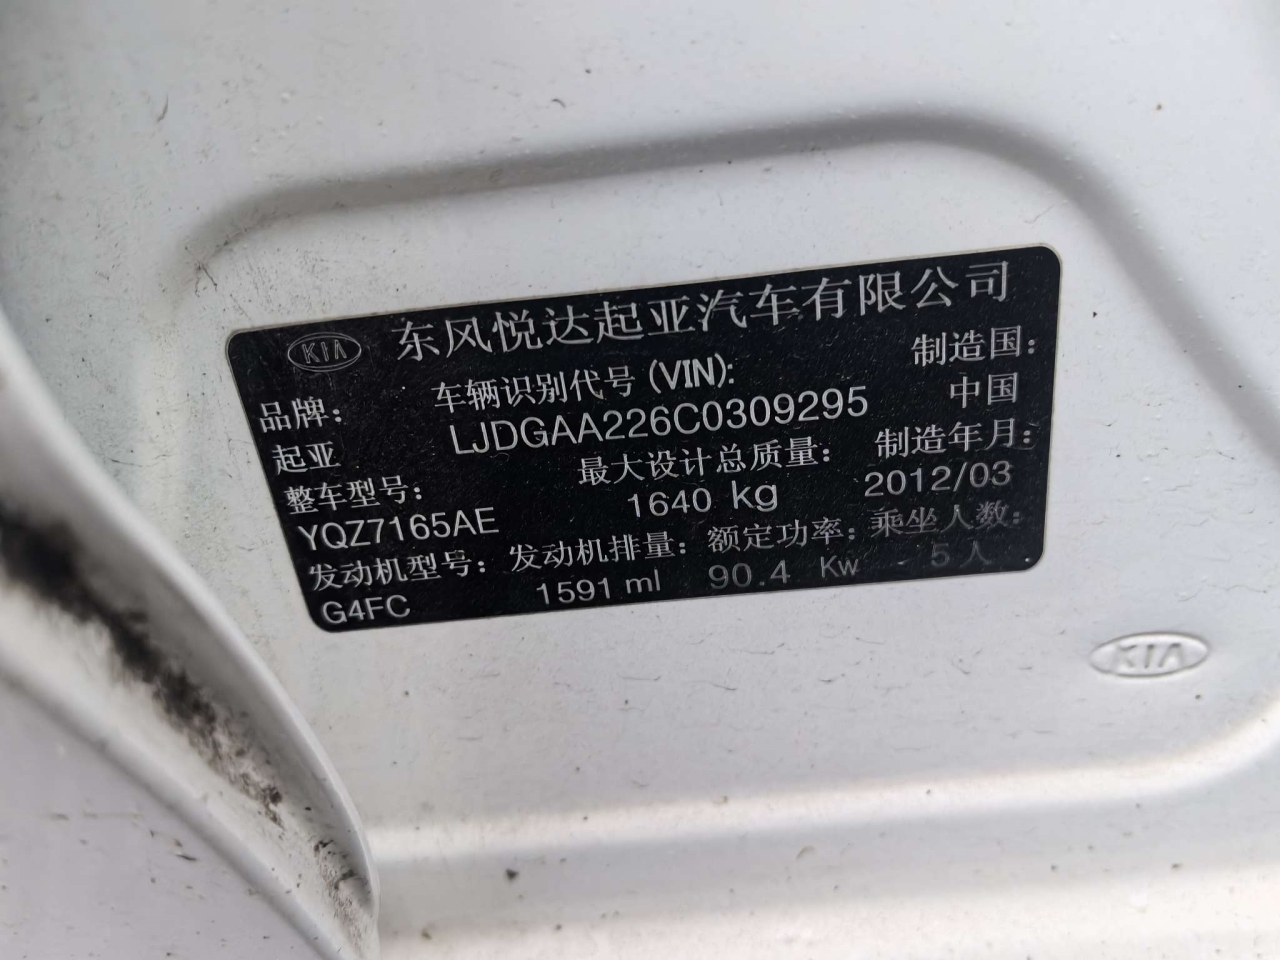 KIA 东风悦达起亚汽车有限公司
品牌： 车辆识别代号 (VIN): 制造国：
起亚 LJDGAA226C0309295 中国
整车型号： 最大设计总质量： 制造年月：
YQZ7165AE 1640 kg 2012/03
发动机型号： 发动机排量： 额定功率： 乘坐人数：
G4FC 1591 ml 90.4 Kw 5 人
KIA